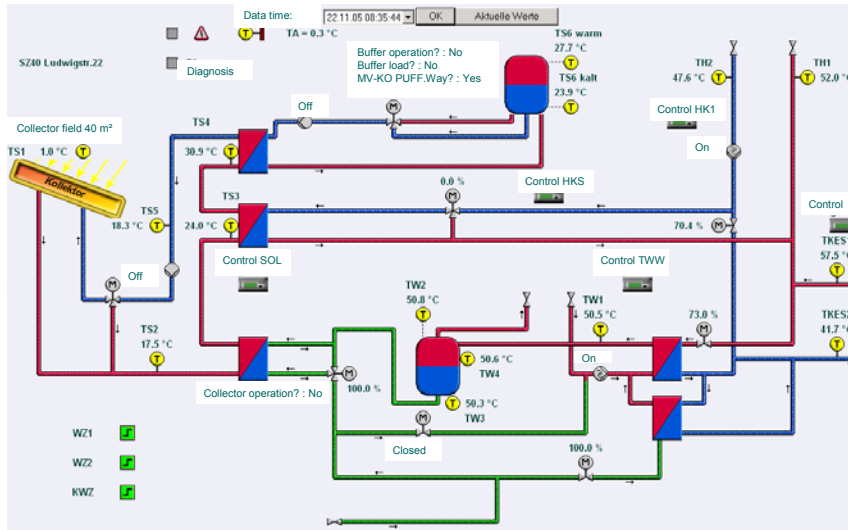 Data time:
22.11.05 08:35:44
OK
Aktuelle Werte
T
TA = 0.3 °C
SZ40 Ludwigstr.22
Diagnosis
Buffer operation? : No
Buffer load? : No
MV-KO PUFF.Way? : Yes
TS6 warm
27.7 °C
T
TS6 kalt
23.9 °C
T
TH2
47.6 °C
T
TH1
52.0 °C
T
Control HK1
On
Off
M
Collector field 40 m²
TS1
1.0 °C
T
Kollektor
TS4
30.9 °C
T
TS5
18.3 °C
T
TS3
24.0 °C
T
0.0 %
M
Control HKS
70.4 %
M
Control
TKES1
57.5 °C
T
Off
M
Control SOL
Control TWW
TW2
50.8 °C
T
TW1
50.5 °C
T
73.0 %
M
TKES2
41.7 °C
T
TS2
17.5 °C
T
T
50.6 °C
TW4
On
Collector operation? : No
M
100.0 %
T
50.3 °C
TW3
M
Closed
100.0 %
M
WZ1
WZ2
KWZ